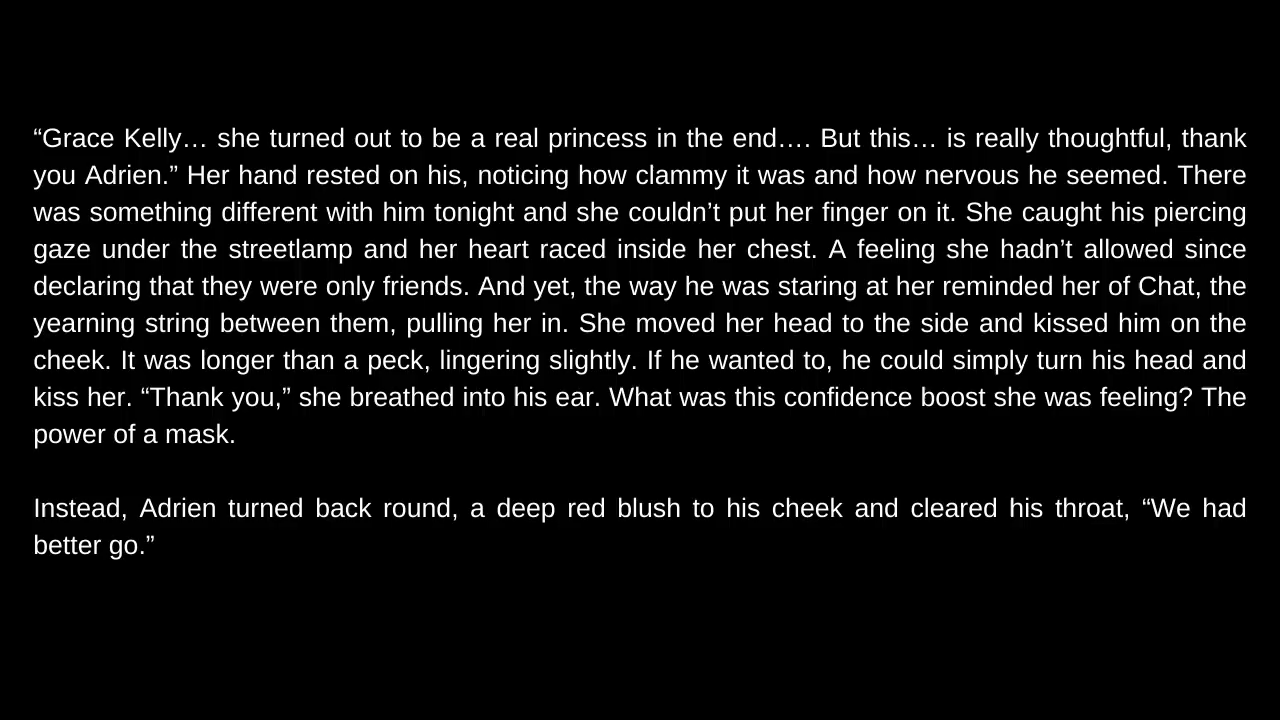 “Grace Kelly… she turned out to be a real princess in the end…. But this… is really thoughtful, thank
you Adrien.” Her hand rested on his, noticing how clammy it was and how nervous he seemed. There
was something different with him tonight and she couldn’t put her finger on it. She caught his piercing
gaze under the streetlamp and her heart raced inside her chest. A feeling she hadn’t allowed since
declaring that they were only friends. And yet, the way he was staring at her reminded her of Chat, the
yearning string between them, pulling her in. She moved her head to the side and kissed him on the
cheek. It was longer than a peck, lingering slightly. If he wanted to, he could simply turn his head and
kiss her. “Thank you,” she breathed into his ear. What was this confidence boost she was feeling? The
power of a mask.
Instead, Adrien turned back round, a deep red blush to his cheek and cleared his throat, “We had
better go.”